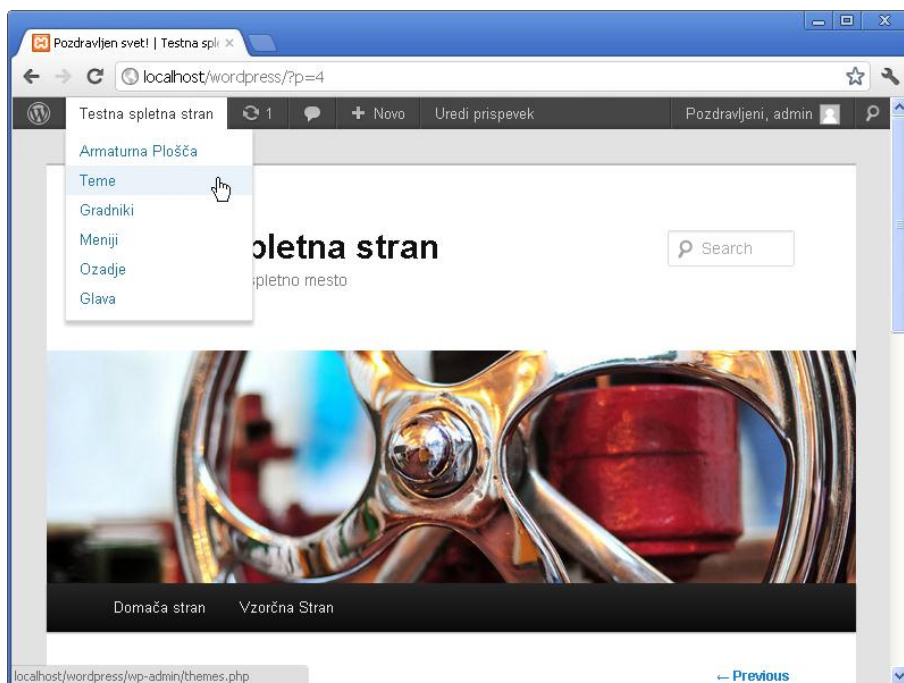 Pozdravljen svet! | Testna sple
localhost/wordpress/?p=4
Testna spletna stran 1 + Novo Uredi prispevek Pozdravljeni, admin
Armaturna Plošča
Teme
Gradniki
Meniji
Ozadje
Glava
pletna stran
Search
spletno mesto
Domača stran Vzorčna Stran
localhost/wordpress/wp-admin/themes.php
← Previous